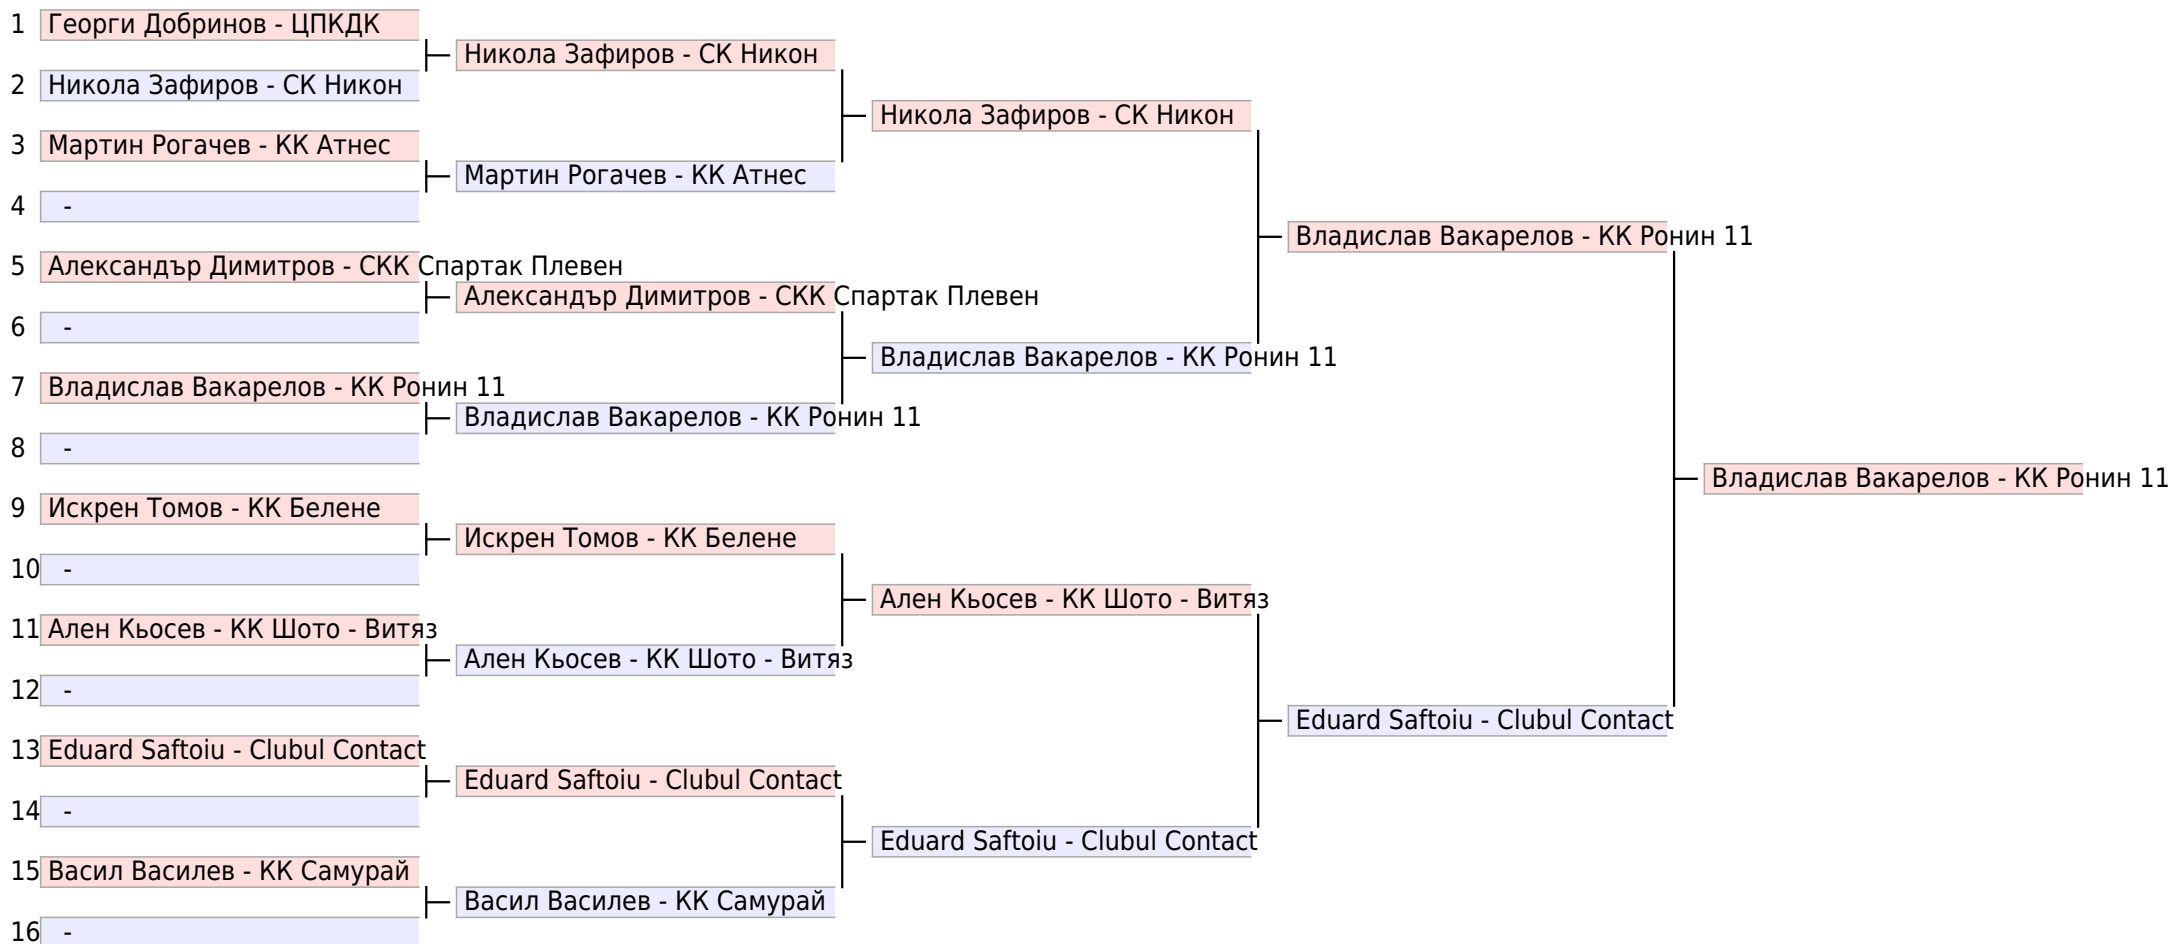 1 Георги Добринов - ЦПКДК
Никола Зафиров - СК Никон
2 Никола Зафиров - СК Никон
Никола Зафиров - СК Никон
3 Мартин Рогачев - КК Атнес
Мартин Рогачев - КК Атнес
4 -
Владислав Вакарелов - КК Ронин 11
5 Александър Димитров - СКК Спартак Плевен
Александър Димитров - СКК Спартак Плевен
6 -
Владислав Вакарелов - КК Ронин 11
7 Владислав Вакарелов - КК Ронин 11
Владислав Вакарелов - КК Ронин 11
8 -
Владислав Вакарелов - КК Ронин 11
9 Искрен Томов - КК Белене
Искрен Томов - КК Белене
10 -
Ален Кьосев - КК Шото - Витяз
11 Ален Кьосев - КК Шото - Витяз
Ален Кьосев - КК Шото - Витяз
12 -
Eduard Saftoiu - Clubul Contact
13 Eduard Saftoiu - Clubul Contact
Eduard Saftoiu - Clubul Contact
14 -
Eduard Saftoiu - Clubul Contact
15 Васил Василев - КК Самурай
Васил Василев - КК Самурай
16 -